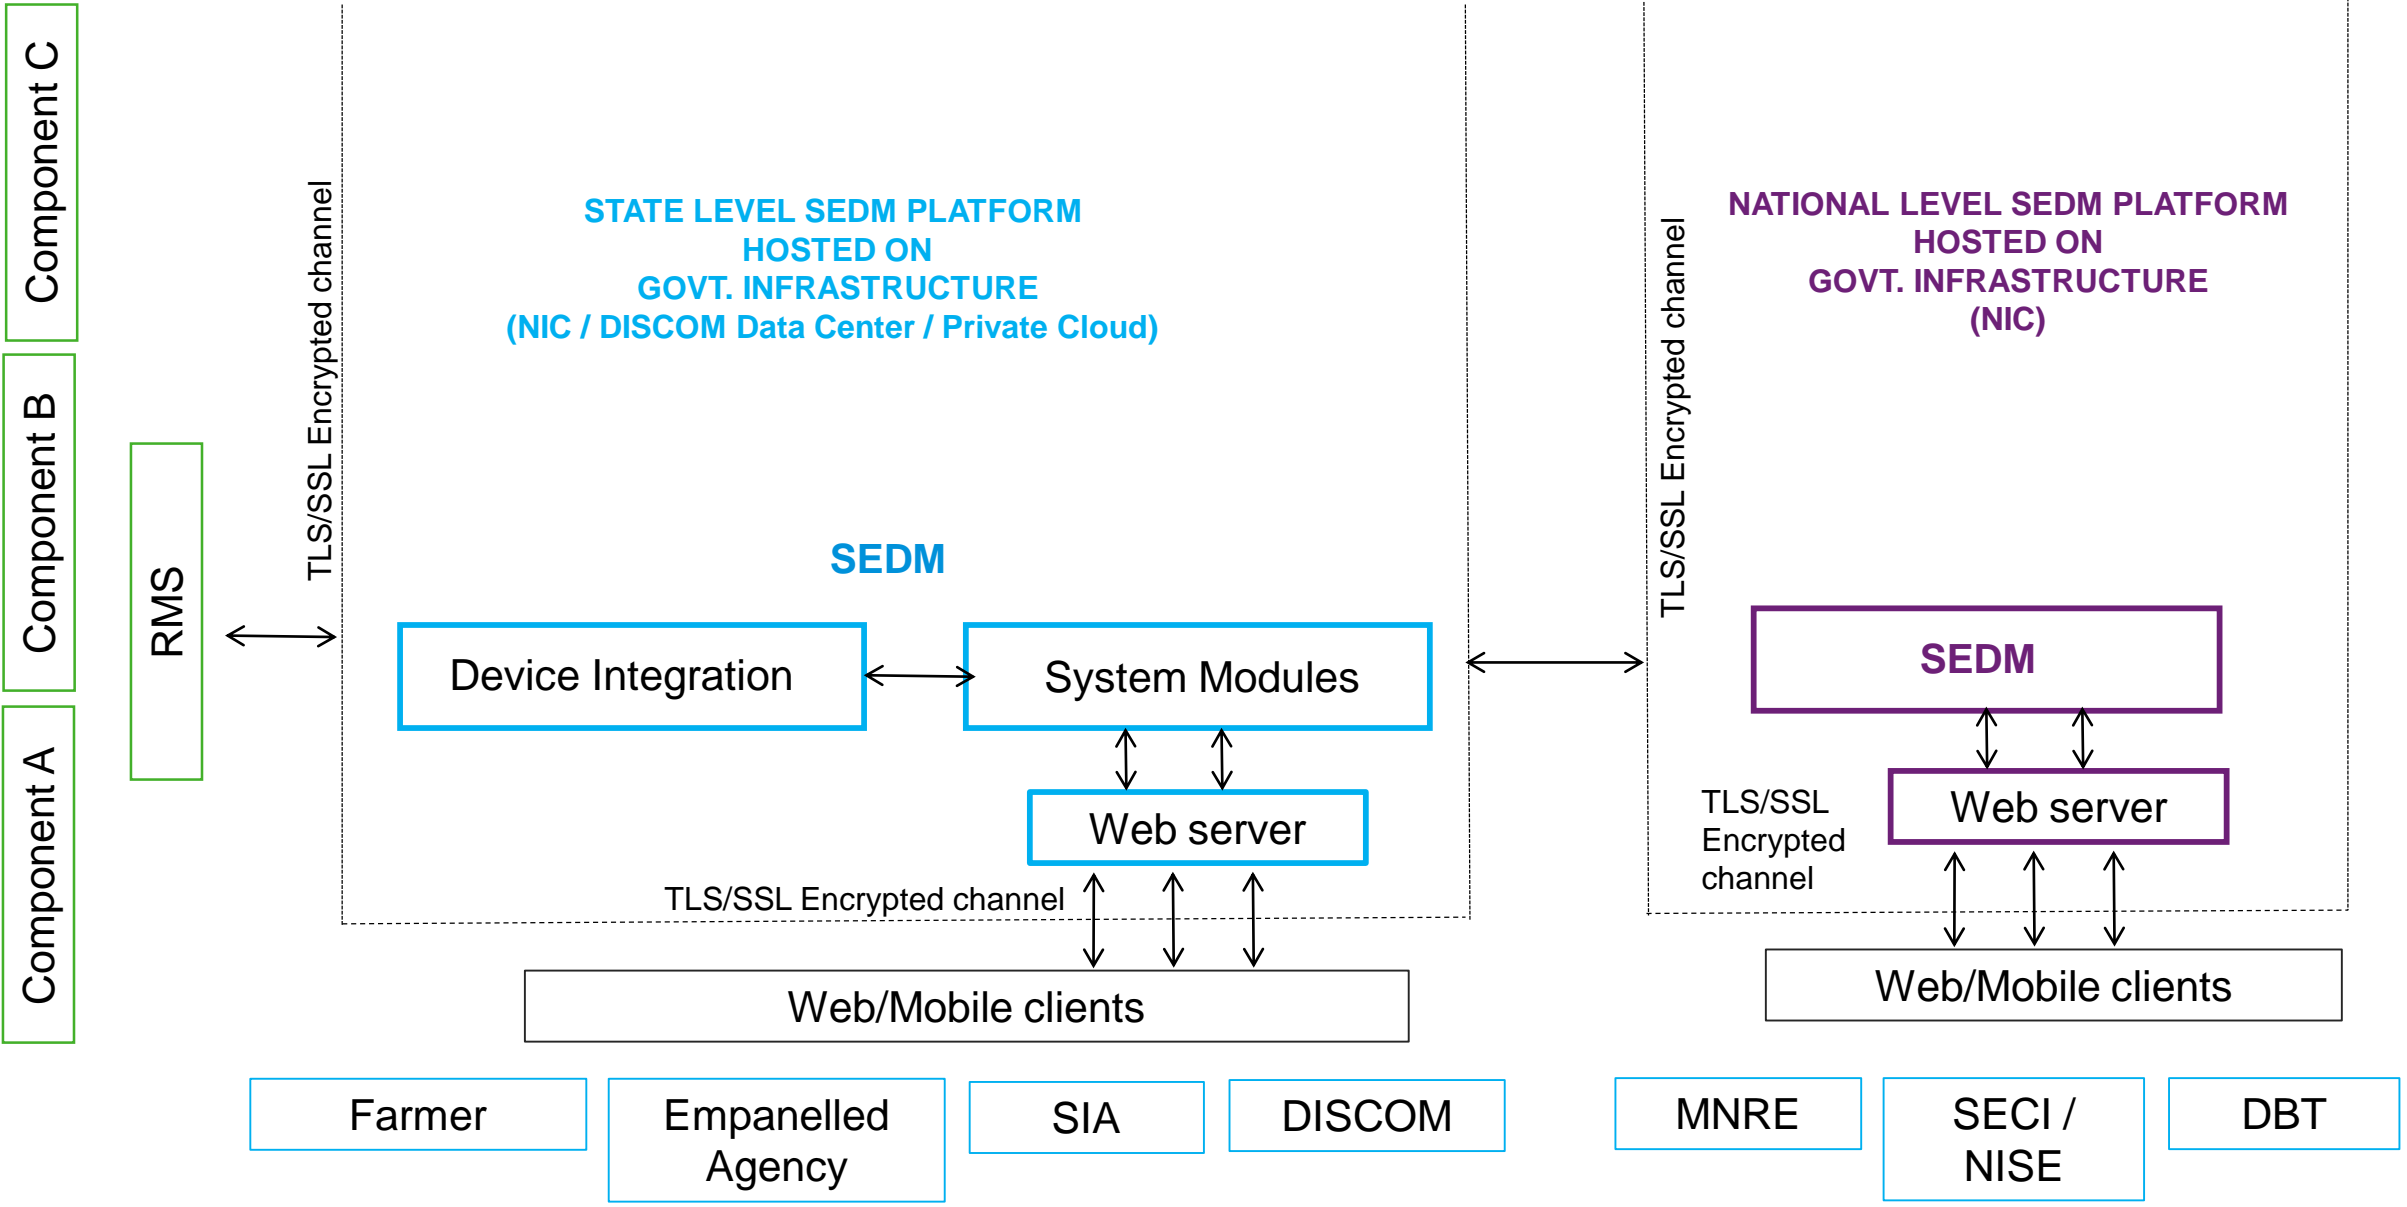 Component C
Component B
Component A
RMS
TLS/SSL Encrypted channel
STATE LEVEL SEDM PLATFORM
HOSTED ON
GOVT. INFRASTRUCTURE
(NIC / DISCOM Data Center / Private Cloud)
SEDM
Device Integration
System Modules
Web server
TLS/SSL Encrypted channel
Web/Mobile clients
Farmer
Empanelled
Agency
SIA
DISCOM
TLS/SSL Encrypted channel
NATIONAL LEVEL SEDM PLATFORM
HOSTED ON
GOVT. INFRASTRUCTURE
(NIC)
SEDM
Web server
TLS/SSL
Encrypted
channel
Web/Mobile clients
MNRE
SECI /
NISE
DBT